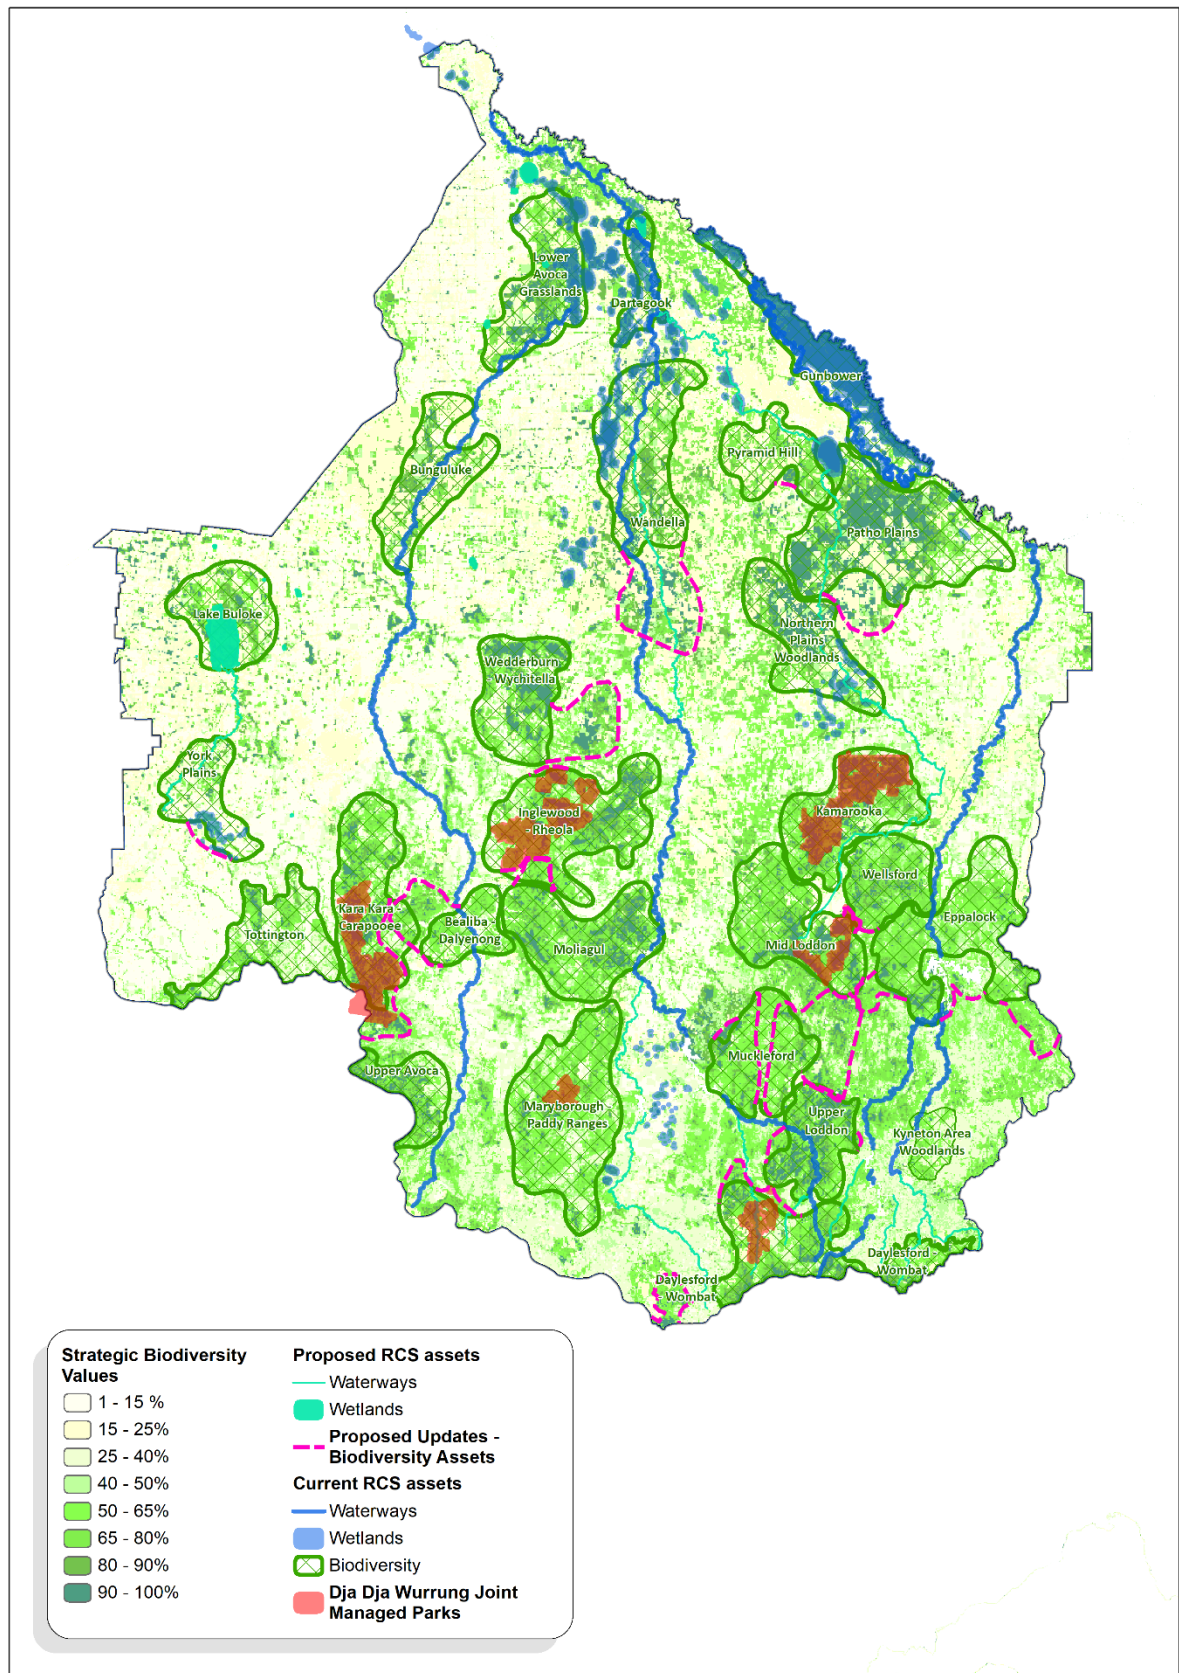 Lower
Avoca
Grasslands
Dartagook
Gunbower
Bunguluke
Pyramid Hill
Wandella
Patho Plains
Lake Buloke
Northern
Plains
Woodlands
Wedderburn
- Wychitella
York
Plains
Inglewood
- Rheola
Kamarooka
Wellsford
Kara Kara -
Carapooee
Bealiba -
Dalyenong
Eppalock
Tottington
Moliagul
Mid Loddon
Muckleford
Upper Avoca
Maryborough -
Paddy Ranges
Upper
Loddon
Kyneton Area
Woodlands
Daylesford -
Wombat
Daylesford
- Wombat
Strategic Biodiversity
Values
1 - 15 %
15 - 25%
25 - 40%
40 - 50%
50 - 65%
65 - 80%
80 - 90%
90 - 100%
Proposed RCS assets
Waterways
Wetlands
Proposed Updates -
Biodiversity Assets
Current RCS assets
Waterways
Wetlands
Biodiversity
Dja Dja Wurrung Joint
Managed Parks